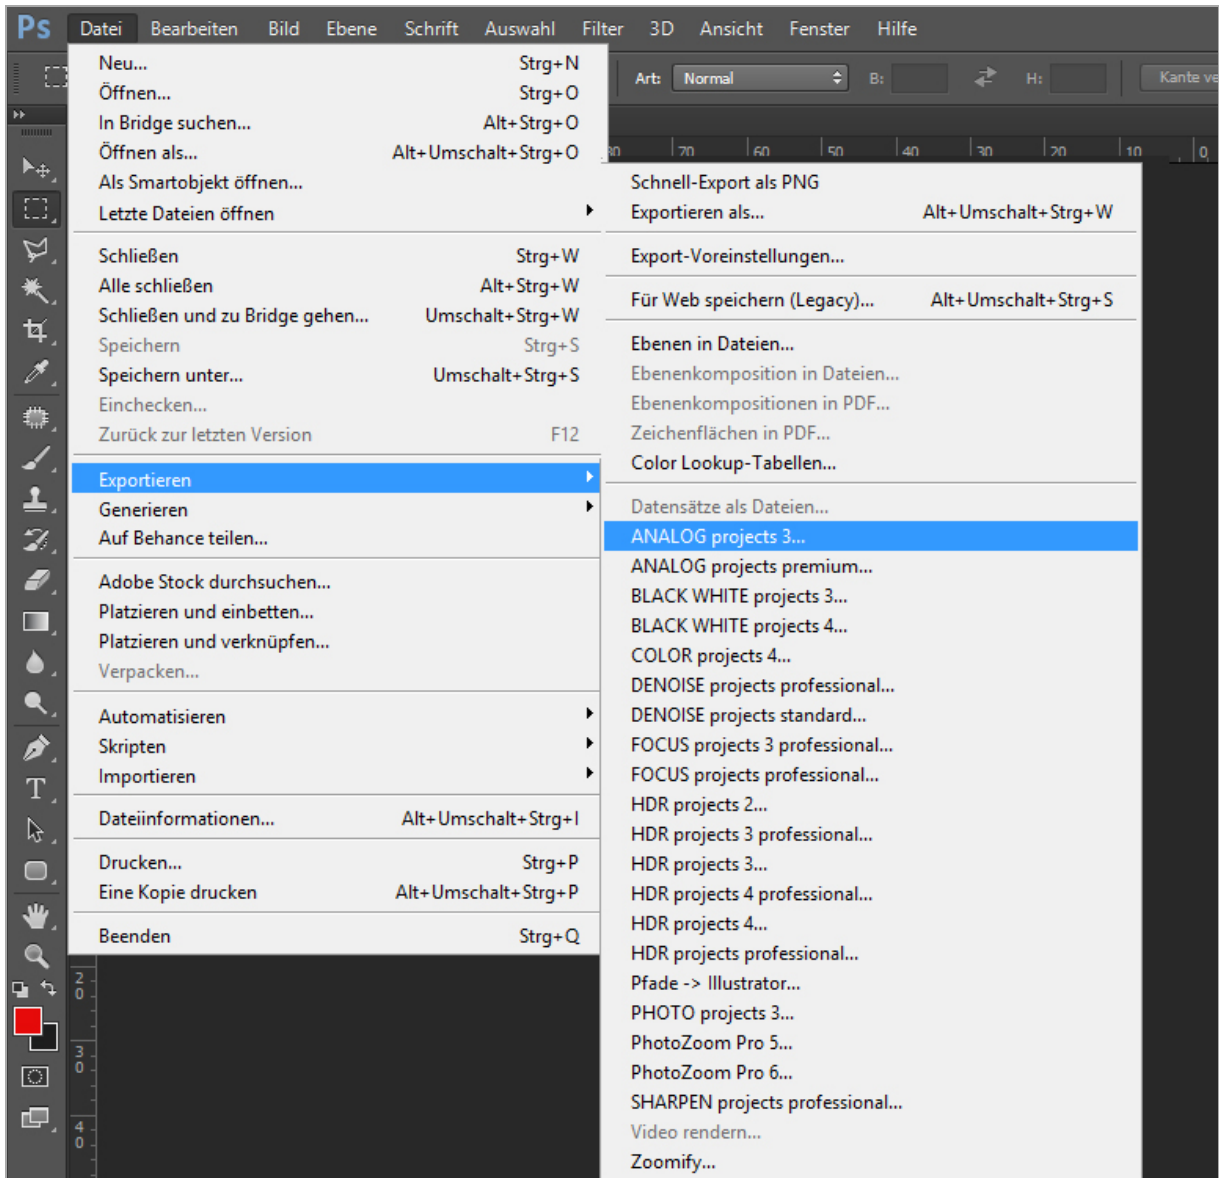 Ps Datei Bearbeiten Bild Ebene Schrift Auswahl Filter 3D Ansicht Fenster Hilfe
Art: Normal B: H: Kante ve
Neu... Strg+N
Öffnen... Strg+O
In Bridge suchen... Alt+Strg+O
Öffnen als... Alt+Umschalt+Strg+O
Als Smartobjekt öffnen...
Letzte Dateien öffnen
Schließen Strg+W
Alle schließen Alt+Strg+W
Schließen und zu Bridge gehen... Umschalt+Strg+W
Speichern Strg+S
Speichern unter... Umschalt+Strg+S
Einchecken...
Zurück zur letzten Version F12
Exportieren
Generieren
Auf Behance teilen...
Adobe Stock durchsuchen...
Platzieren und einbetten...
Platzieren und verknüpfen...
Verpacken...
Automatisieren
Skripten
Importieren
Dateiinformationen... Alt+Umschalt+Strg+I
Drucken... Strg+P
Eine Kopie drucken Alt+Umschalt+Strg+P
Beenden Strg+Q
70 60 50 40 30 20 10 0
Schnell-Export als PNG
Exportieren als... Alt+Umschalt+Strg+W
Export-Voreinstellungen...
Für Web speichern (Legacy)... Alt+Umschalt+Strg+S
Ebenen in Dateien...
Ebenenkomposition in Dateien...
Ebenenkompositionen in PDF...
Zeichenflächen in PDF...
Color Lookup-Tabellen...
Datensätze als Dateien...
ANALOG projects 3...
ANALOG projects premium...
BLACK WHITE projects 3...
BLACK WHITE projects 4...
COLOR projects 4...
DENOISE projects professional...
DENOISE projects standard...
FOCUS projects 3 professional...
FOCUS projects professional...
HDR projects 2...
HDR projects 3 professional...
HDR projects 3...
HDR projects 4 professional...
HDR projects 4...
HDR projects professional...
Pfade -> Illustrator...
PHOTO projects 3...
PhotoZoom Pro 5...
PhotoZoom Pro 6...
SHARPEN projects professional...
Video rendern...
Zoomify...
20
30
40